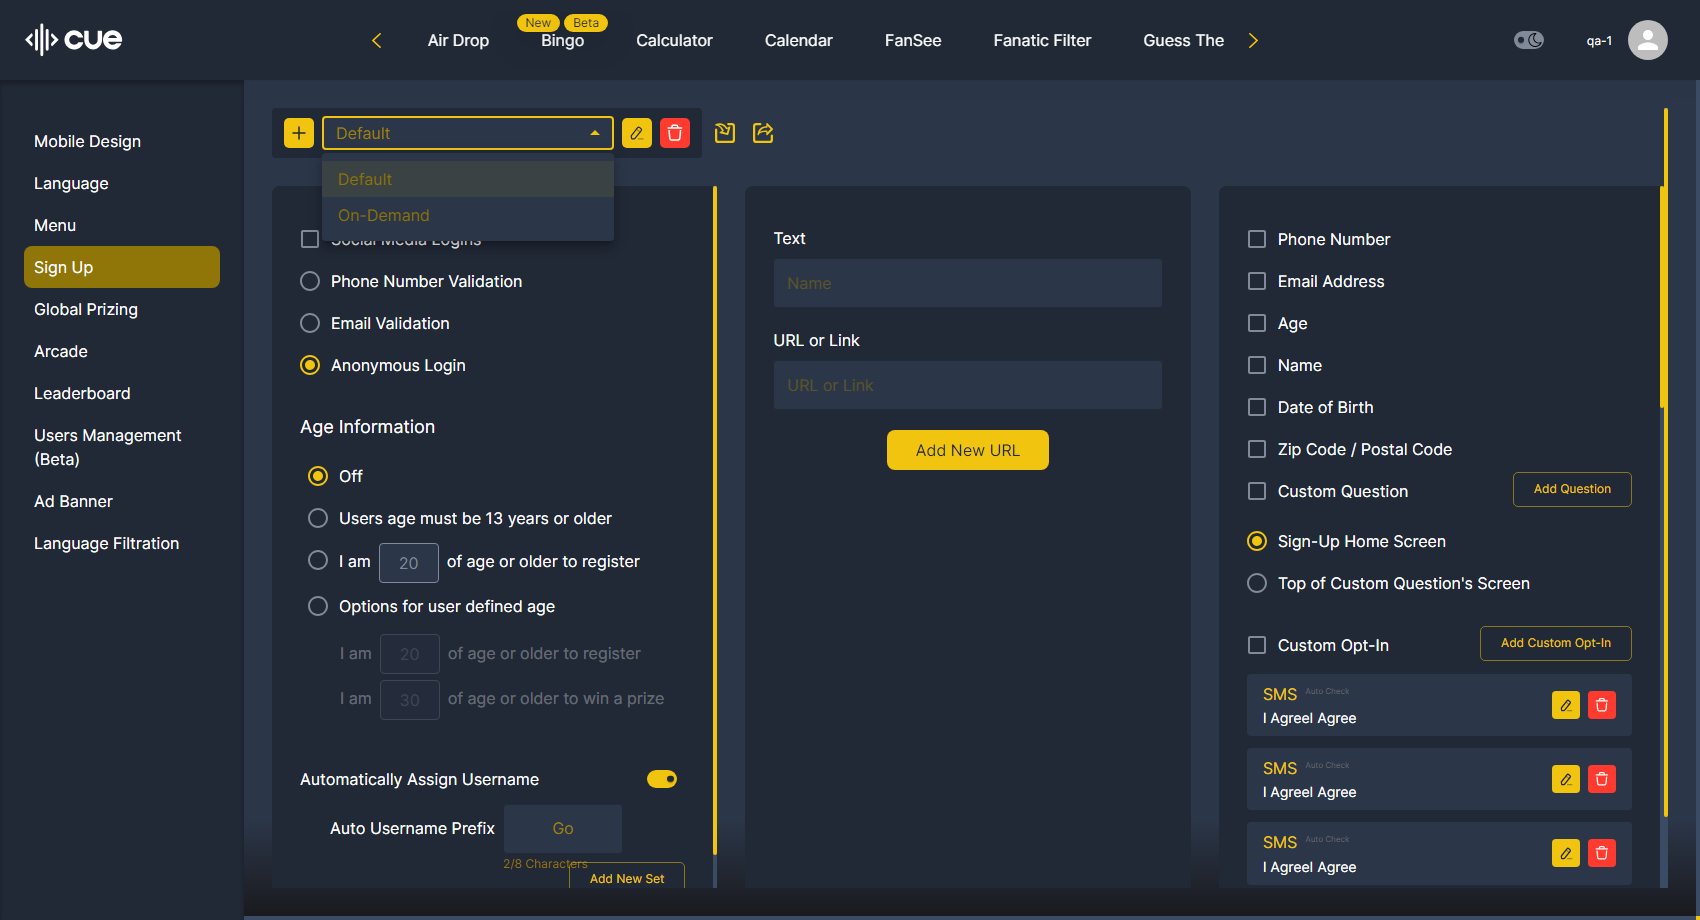 cue
Air Drop
New
Beta
Bingo
Calculator
Calendar
FanSee
Fanatic Filter
Guess The
qa-1
Mobile Design
Language
Menu
Sign Up
Global Prizing
Arcade
Leaderboard
Users Management
(Beta)
Ad Banner
Language Filtration
Default
Default
On-Demand
Social Media Logins
Phone Number Validation
Email Validation
Anonymous Login
Age Information
Off
Users age must be 13 years or older
I am 20 of age or older to register
Options for user defined age
I am 20 of age or older to register
I am 30 of age or older to win a prize
Automatically Assign Username
Auto Username Prefix Go
2/8 Characters
Add New Set
Text
Name
URL or Link
URL or Link
Add New URL
Phone Number
Email Address
Age
Name
Date of Birth
Zip Code / Postal Code
Custom Question Add Question
Sign-Up Home Screen
Top of Custom Question's Screen
Custom Opt-In Add Custom Opt-In
SMS Auto Check
I AgreeI Agree
SMS Auto Check
I AgreeI Agree
SMS Auto Check
I AgreeI Agree